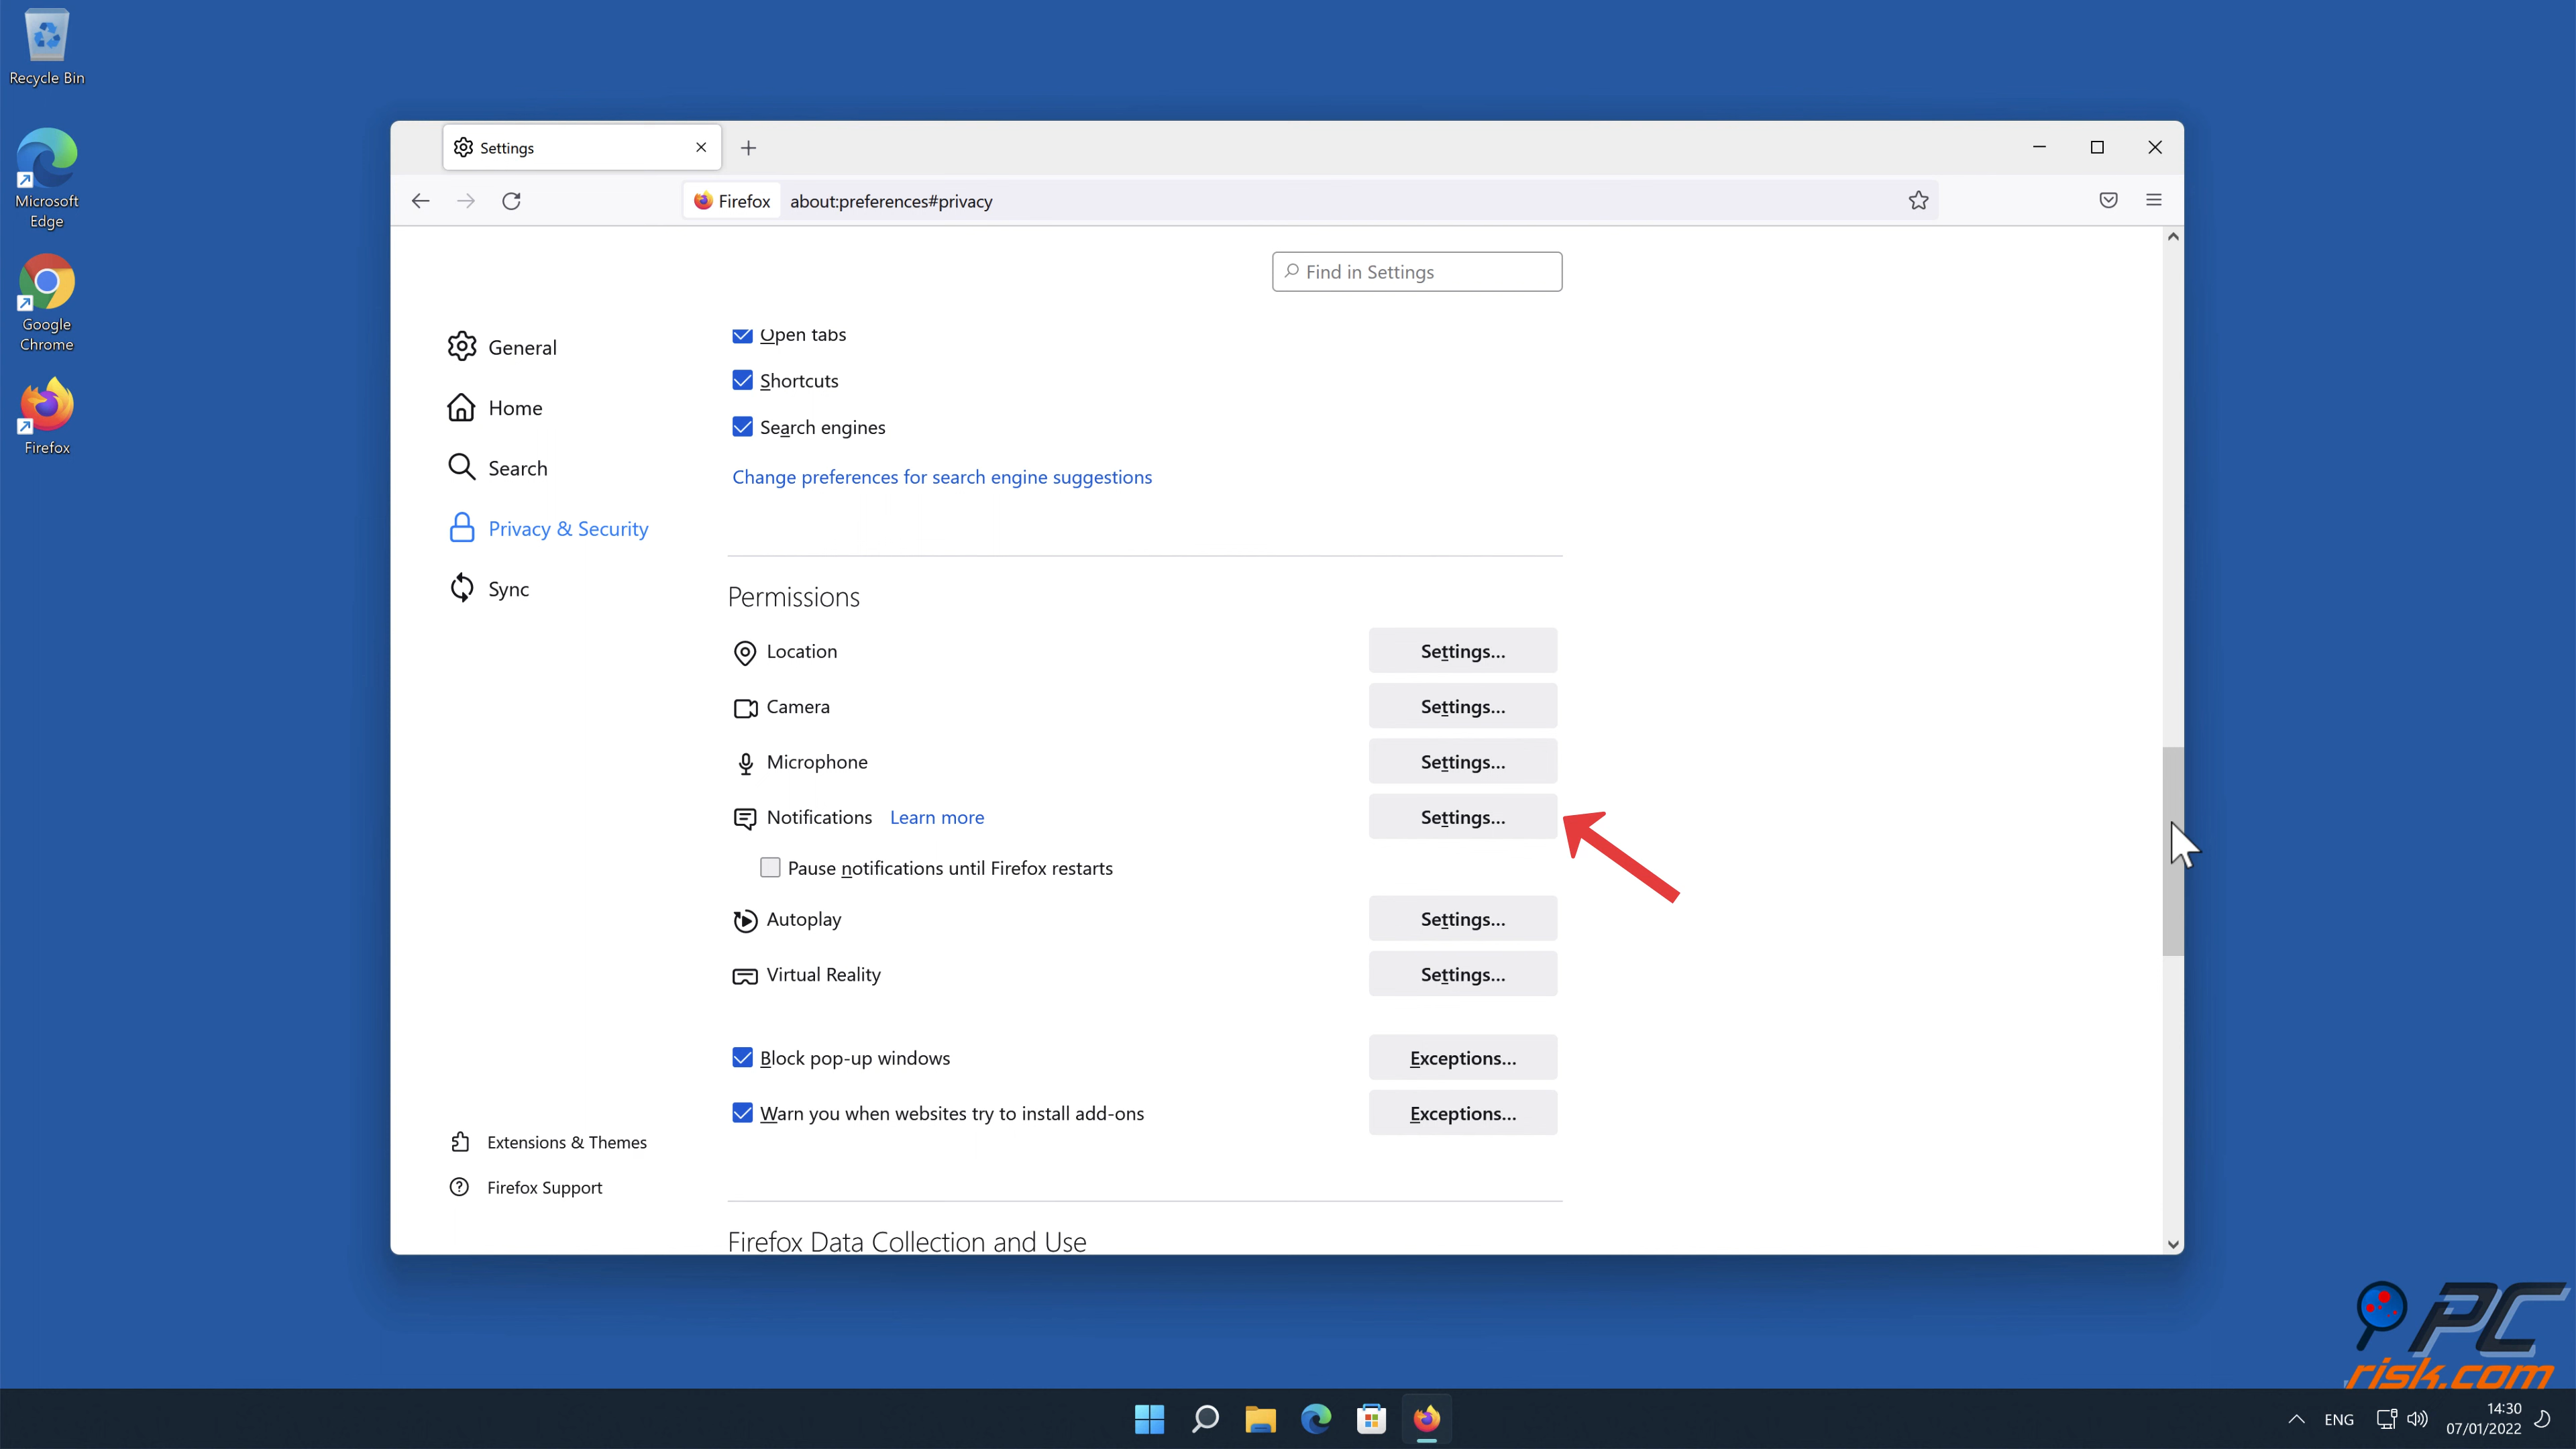 Recycle Bin
Microsoft
Edge
Google
Chrome
Firefox
Settings
Firefox about:preferences#privacy
Find in Settings
General
Home
Search
Privacy & Security
Sync
Extensions & Themes
Firefox Support
Open tabs
Shortcuts
Search engines
Change preferences for search engine suggestions
Permissions
Location Settings...
Camera Settings...
Microphone Settings...
Notifications Learn more Settings...
Pause notifications until Firefox restarts
Autoplay Settings...
Virtual Reality Settings...
Block pop-up windows Exceptions...
Warn you when websites try to install add-ons Exceptions...
Firefox Data Collection and Use
PC
risk.com
ENG
14:30
07/01/2022